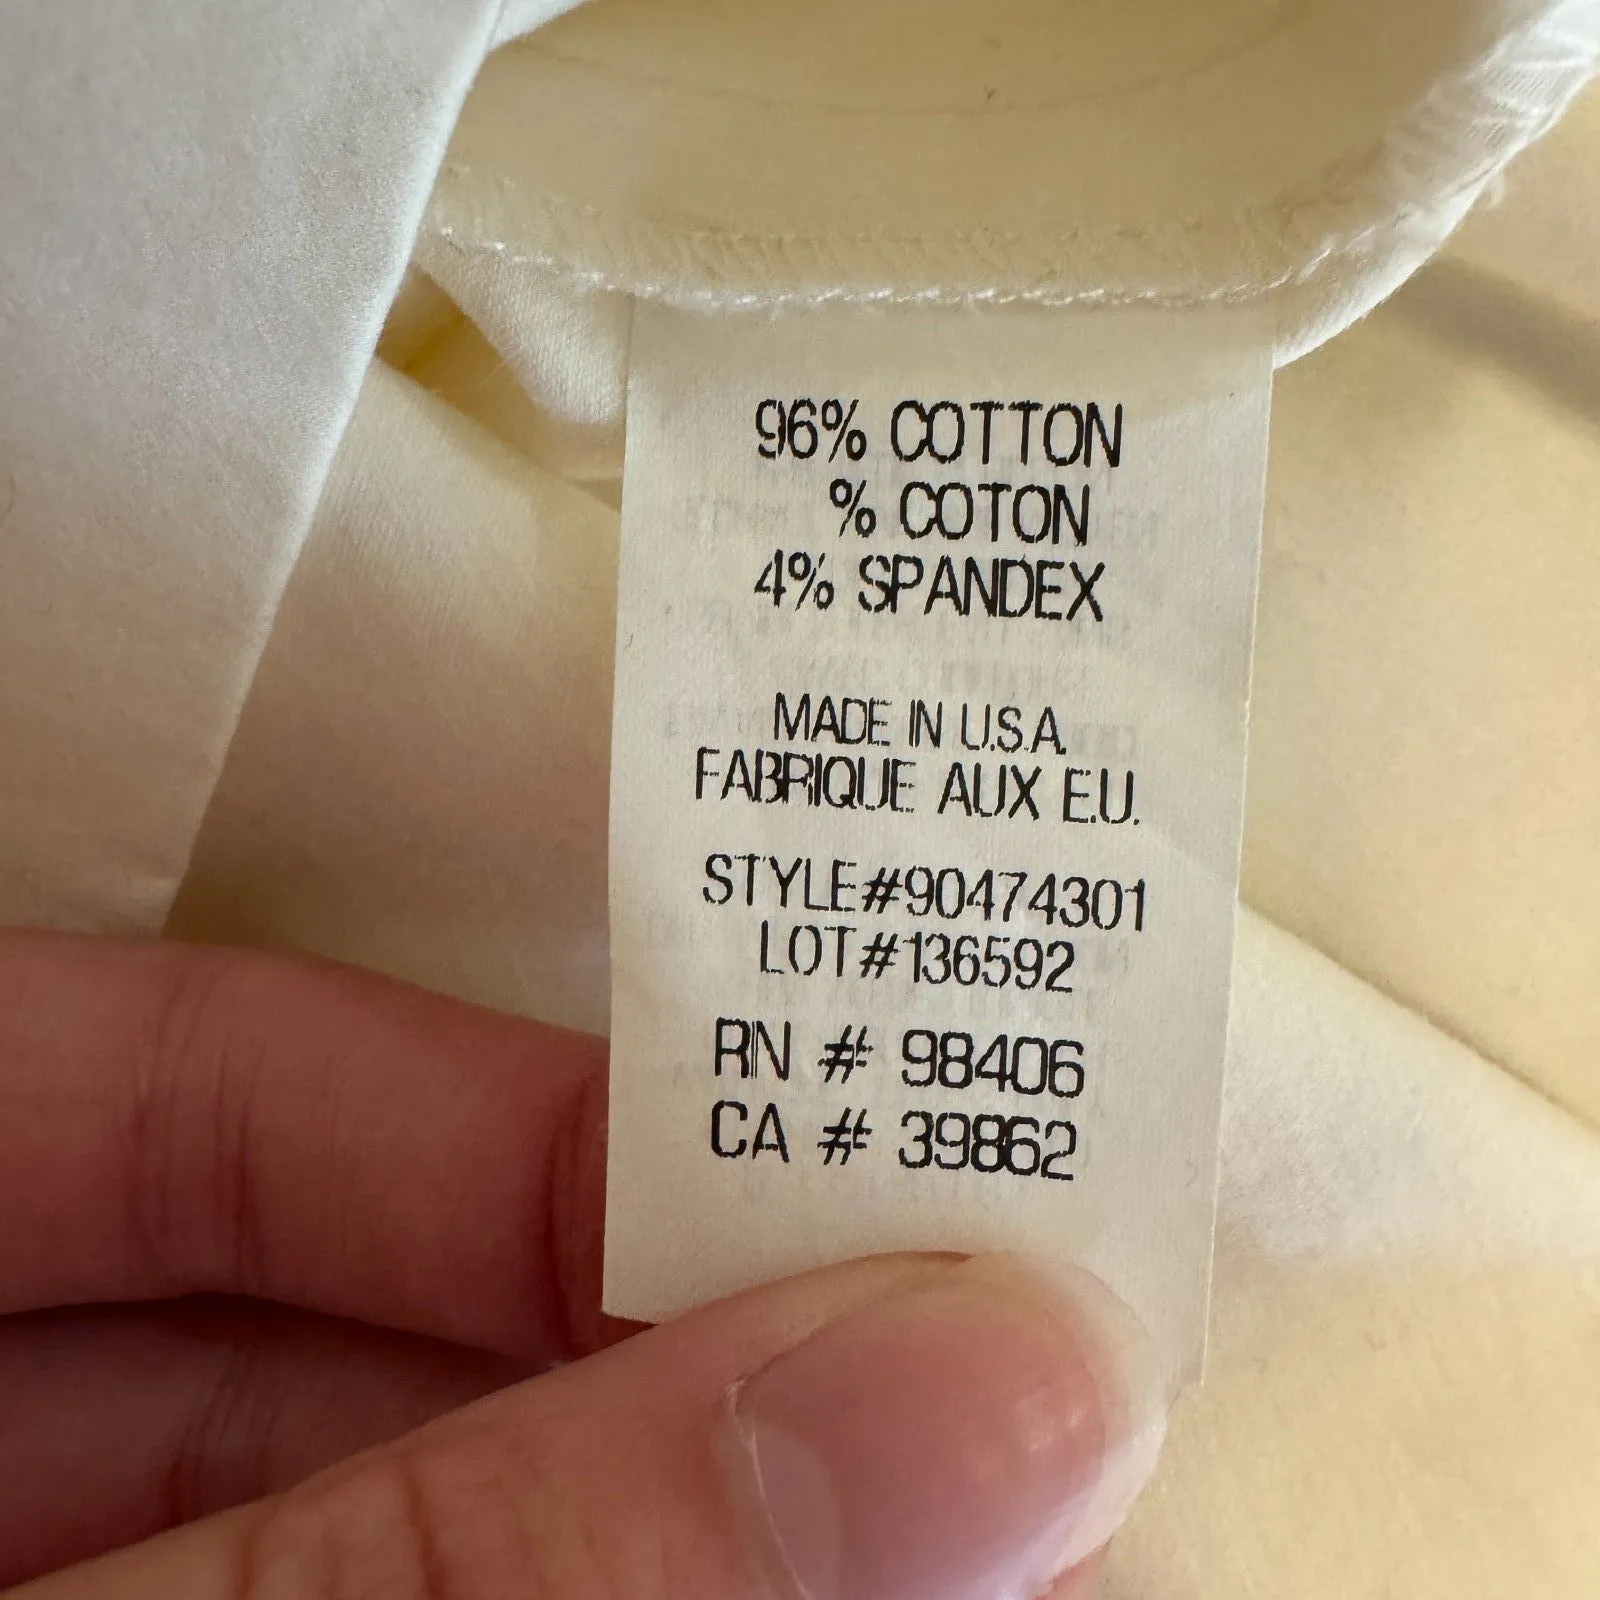 96% COTTON
% COTON
4% SPANDEX
MADE IN U.S.A.
FABRIQUE AUX E.U.
STYLE#90474301
LOT#136592
RN # 98406
CA # 39862